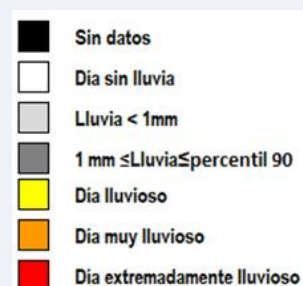 Sin datos
Dia sin lluvia
Lluvia < 1mm
1 mm ≤Lluvia≤percentil 90
Dia lluvioso
Dia muy lluvioso
Dia extremadamente lluvioso